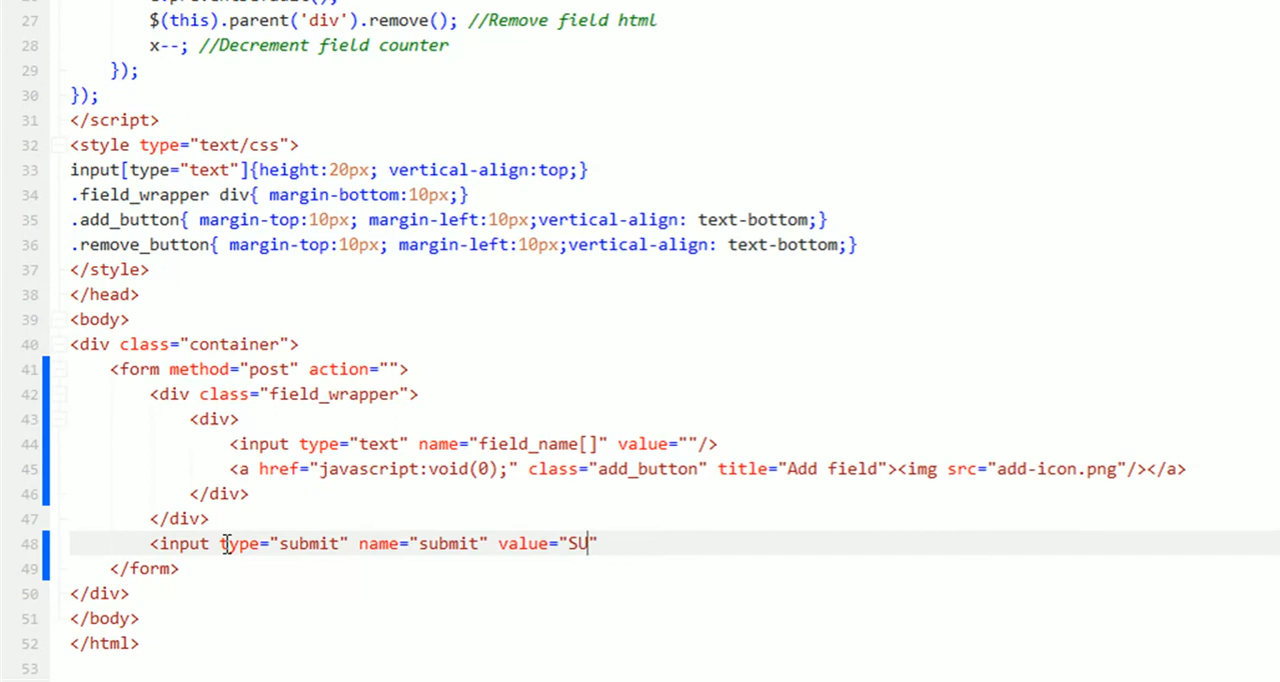 27 $(this).parent('div').remove(); //Remove field html
28 x--; //Decrement field counter
29 });
30 });
31 </script>
32 <style type="text/css">
33 input[type="text"]{height:20px; vertical-align:top;}
34 .field_wrapper div{ margin-bottom:10px;}
35 .add_button{ margin-top:10px; margin-left:10px;vertical-align: text-bottom;}
36 .remove_button{ margin-top:10px; margin-left:10px;vertical-align: text-bottom;}
37 </style>
38 </head>
39 <body>
40 <div class="container">
41 <form method="post" action="">
42 <div class="field_wrapper">
43 <div>
44 <input type="text" name="field_name[]" value=""/>
45 <a href="javascript:void(0);" class="add_button" title="Add field"><img src="add-icon.png"/></a>
46 </div>
47 </div>
48 <input type="submit" name="submit" value="SU"
49 </form>
50 </div>
51 </body>
52 </html>
53